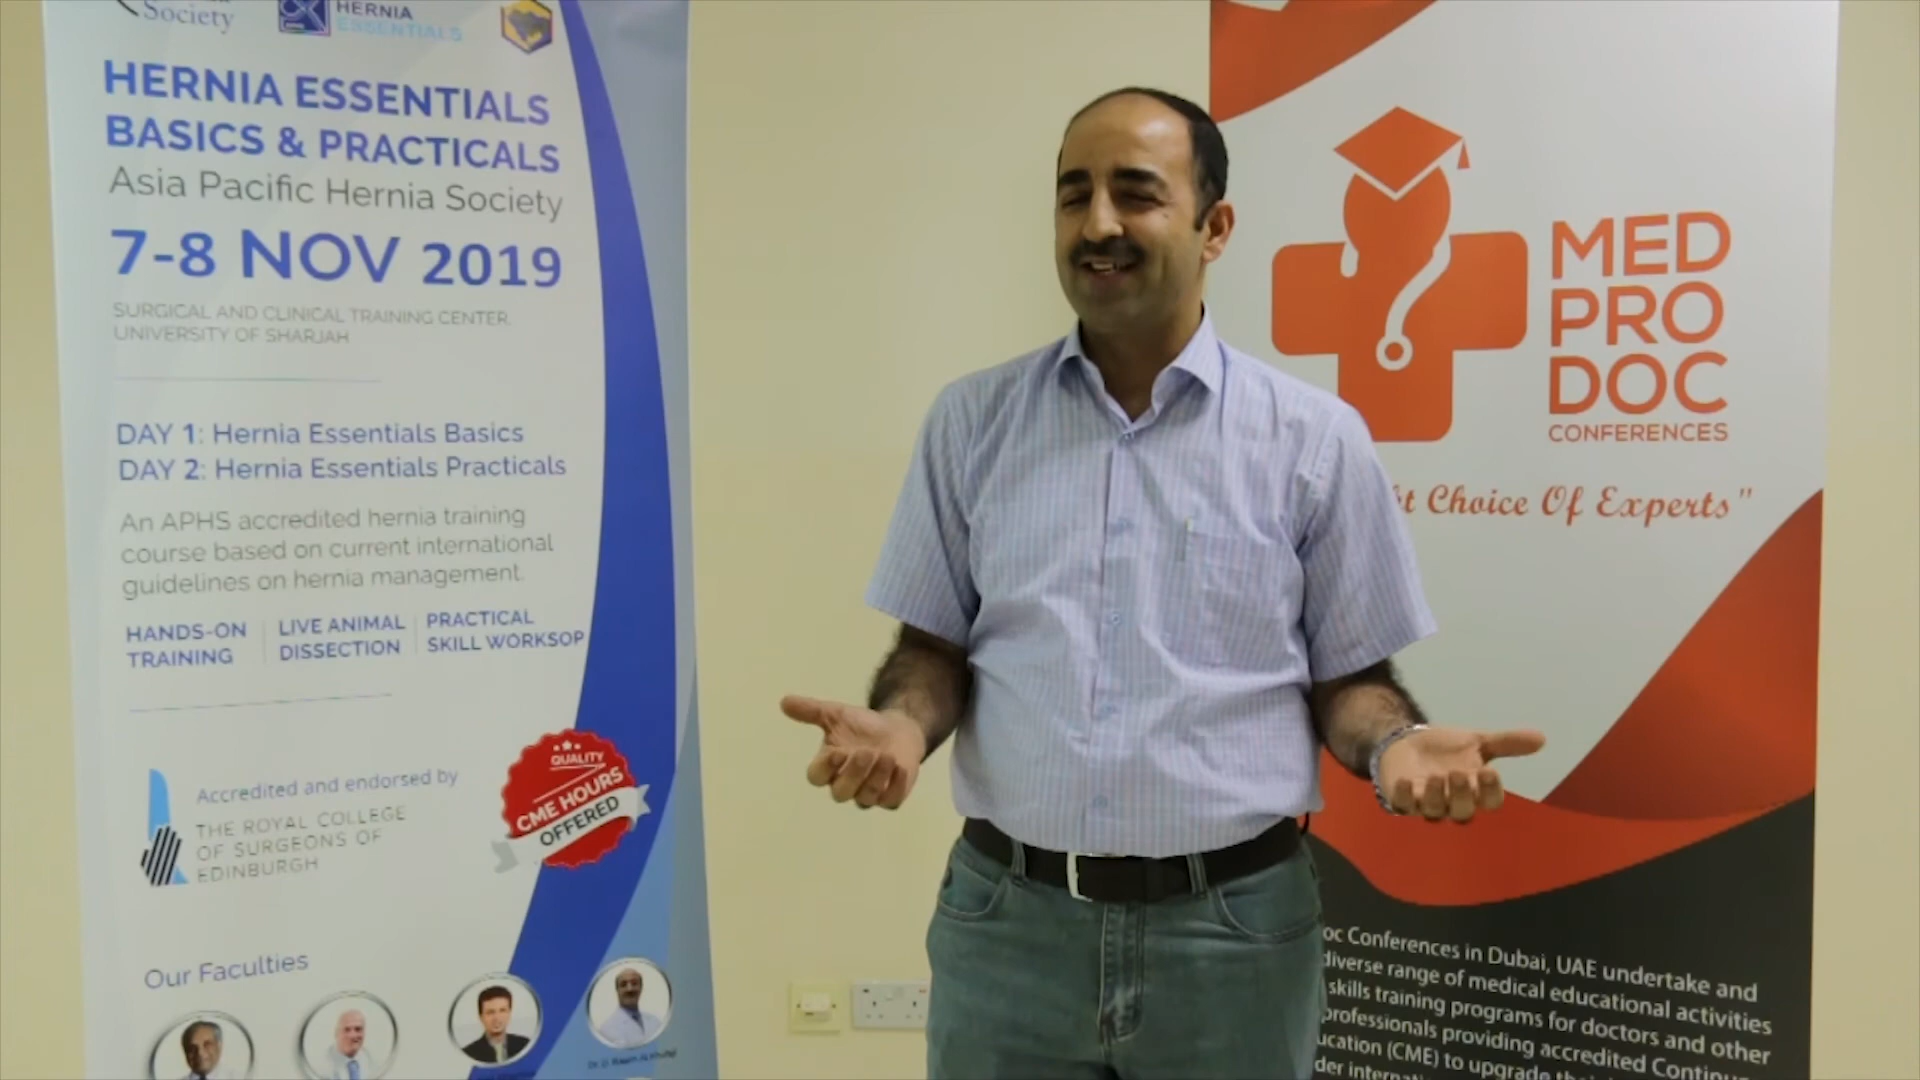 Society
HERNIA
ESSENTIALS
HERNIA ESSENTIALS
BASICS & PRACTICALS
Asia Pacific Hernia Society
7-8 NOV 2019
SURGICAL AND CLINICAL TRAINING CENTER,
UNIVERSITY OF SHARJAH
DAY 1: Hernia Essentials Basics
DAY 2: Hernia Essentials Practicals
An APHS accredited hernia training
course based on current international
guidelines on hernia management.
HANDS-ON
TRAINING
LIVE ANIMAL
DISSECTION
PRACTICAL
SKILL WORKSOP
Accredited and endorsed by
THE ROYAL COLLEGE
OF SURGEONS OF
EDINBURGH
QUALITY
CME HOURS
OFFERED
Our Faculties
MED
PRO
DOC
CONFERENCES
Choice Of Experts"
oc Conferences in Dubai, UAE undertake and
diverse range of medical educational activities
skills training programs for doctors and other
professionals providing accredited Continu
ucation (CME) to upgrade
der internat